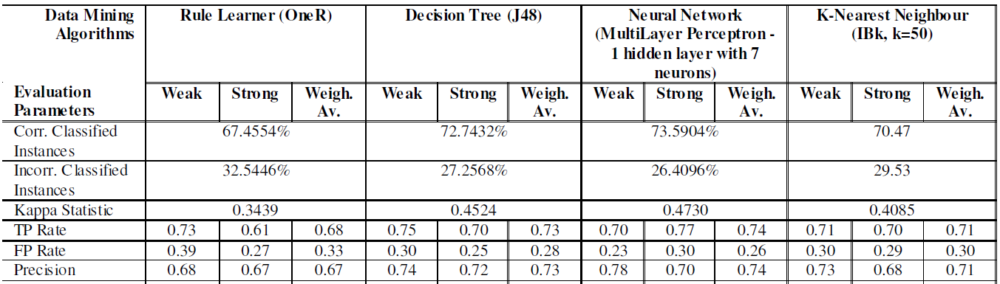 Data Mining Algorithms Rule Learner (OneR) Decision Tree (J48) Neural Network (MultiLayer Perceptron - 1 hidden layer with 7 neurons) K-Nearest Neighbour (IBk, k=50)
Evaluation Parameters Weak Strong Weigh. Av. Weak Strong Weigh. Av. Weak Strong Weigh. Av. Weak Strong Weigh. Av.
Corr. Classified Instances 67.4554% 72.7432% 73.5904% 70.47
Incorr. Classified Instances 32.5446% 27.2568% 26.4096% 29.53
Kappa Statistic 0.3439 0.4524 0.4730 0.4085
TP Rate 0.73 0.61 0.68 0.75 0.70 0.73 0.70 0.77 0.74 0.71 0.70 0.71
FP Rate 0.39 0.27 0.33 0.30 0.25 0.28 0.23 0.30 0.26 0.30 0.29 0.30
Precision 0.68 0.67 0.67 0.74 0.72 0.73 0.78 0.70 0.74 0.73 0.68 0.71